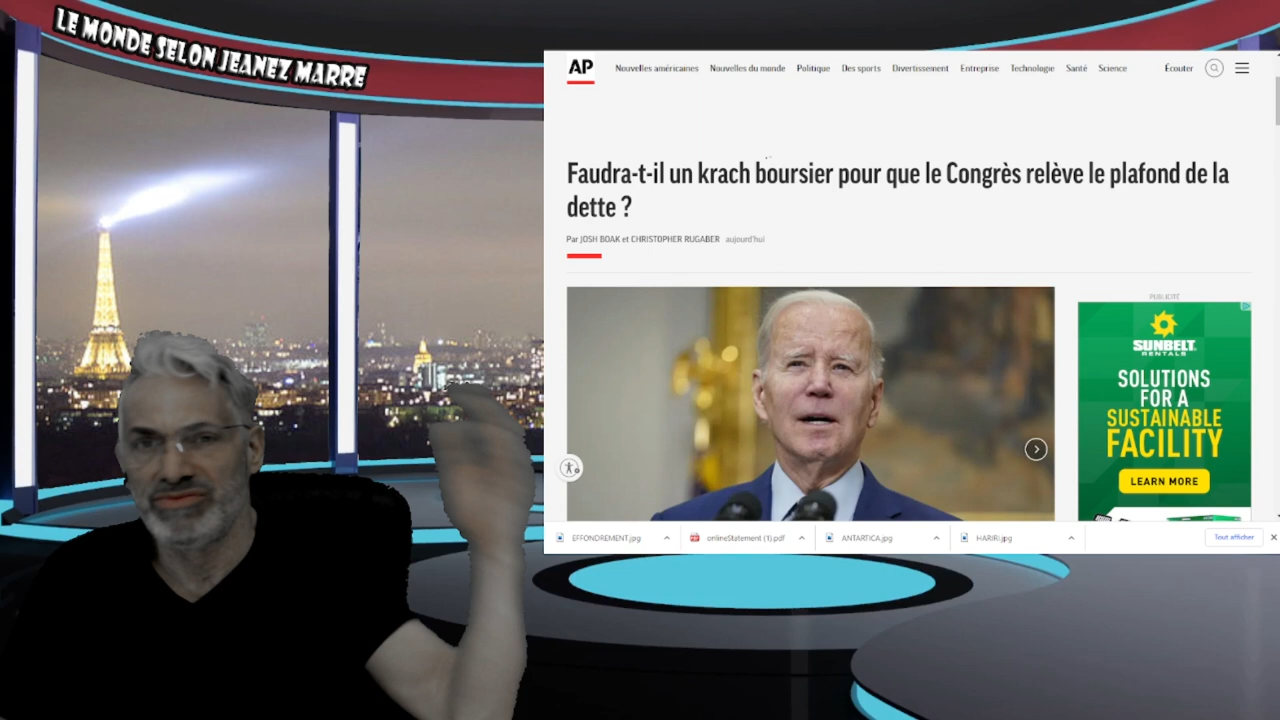 LE MONDE SELON JEANEZ MARRE
AP
Nouvelles américaines Nouvelles du monde Politique Des sports Divertissement Entreprise Technologie Santé Science Écouter
Faudra-t-il un krach boursier pour que le Congrès relève le plafond de la
dette ?
Par JOSH BOAK et CHRISTOPHER RUGABER aujourd'hui
PUBLICITÉ
SUNBELT
RENTALS
SOLUTIONS
FOR A
SUSTAINABLE
FACILITY
LEARN MORE
EFFONDREMENT.jpg
onlineStatement (1).pdf
ANTARTICA.jpg
HARIRI.jpg
Tout afficher